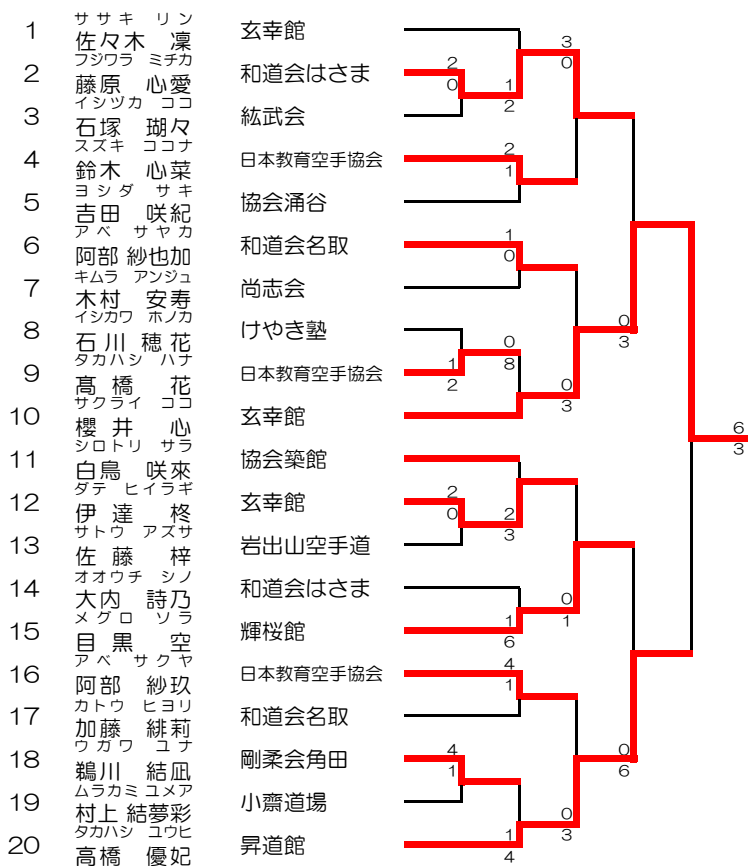 ササキ リン
1 佐々木 凜 玄幸館
フジワラ ミチカ
2 藤原 心愛 和道会はさま
イシヅカ ココ
3 石塚 瑚々 紘武会
スズキ ココナ
4 鈴木 心菜 日本教育空手協会
ヨシダ サキ
5 吉田 咲紀 協会涌谷
アベ サヤカ
6 阿部 紗也加 和道会名取
キムラ アンジュ
7 木村 安寿 尚志会
イシカワ ホノカ
8 石川 穂花 けやき塾
タカハシ ハナ
9 髙橋 花 日本教育空手協会
サクライ ココ
10 櫻井 心 玄幸館
シロトリ サラ
11 白鳥 咲來 協会築館
ダテ ヒイラギ
12 伊達 柊 玄幸館
サトウ アズサ
13 佐藤 梓 岩出山空手道
オオウチ シノ
14 大内 詩乃 和道会はさま
メグロ ソラ
15 目黒 空 輝桜館
アベ サクヤ
16 阿部 紗玖 日本教育空手協会
カトウ ヒヨリ
17 加藤 緋莉 和道会名取
ウガワ ユナ
18 鵜川 結凪 剛柔会角田
ムラカミ ユメア
19 村上 結夢彩 小齋道場
タカハシ ユウヒ
20 高橋 優妃 昇道館
3
0
2
0
1
2
2
1
1
0
0
8
1
2
0
3
0
3
6
3
2
0
2
3
0
1
1
6
4
1
4
1
0
6
0
3
1
4